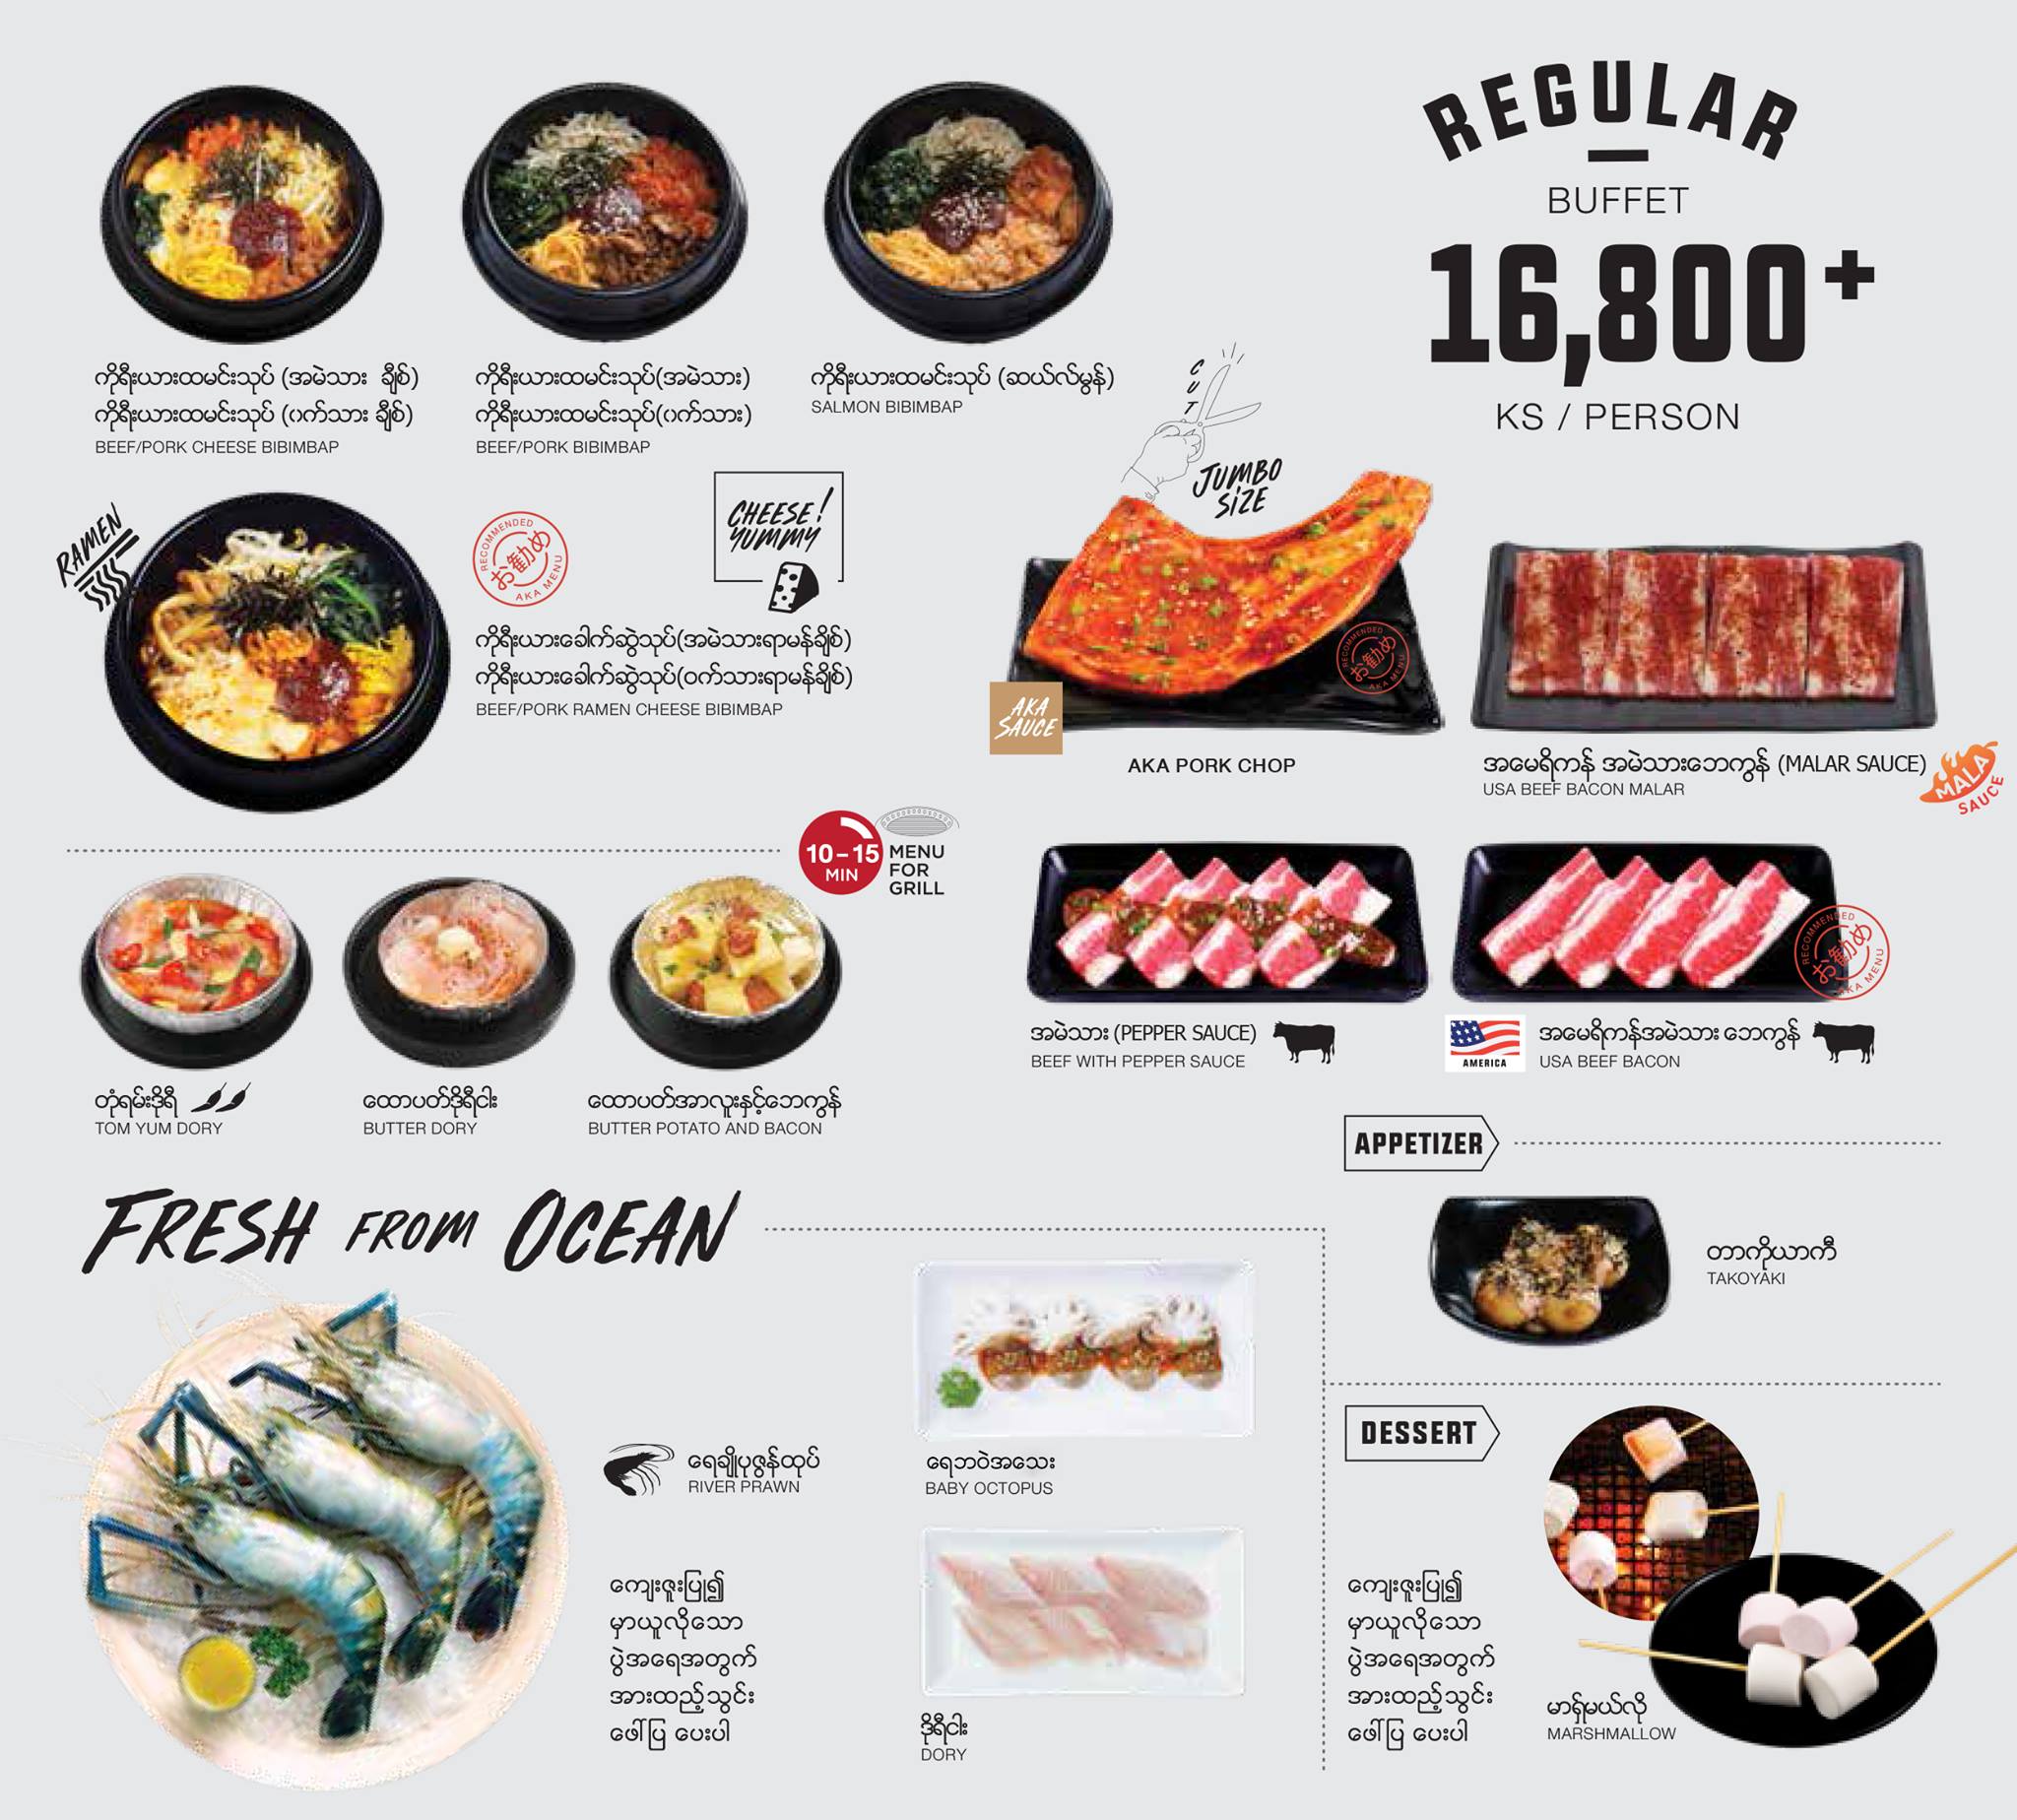 REGULAR
BUFFET
16,800+
KS / PERSON
ကိုရီးယားထမင်းသုပ် (အမဲသား ချိစ်)
ကိုရီးယားထမင်းသုပ် (ဝက်သား ချိစ်)
BEEF/PORK CHEESE BIBIMBAP
ကိုရီးယားထမင်းသုပ်(အမဲသား)
ကိုရီးယားထမင်းသုပ်(ဝက်သား)
BEEF/PORK BIBIMBAP
ကိုရီးယားထမင်းသုပ် (ဆယ်လ်မွန်)
SALMON BIBIMBAP
RAMEN
RECOMMENDED
お勧め
AKA MENU
CHEESE!
YUMMY
ကိုရီးယားခေါက်ဆွဲသုပ်(အမဲသားရာမန်ချိစ်)
ကိုရီးယားခေါက်ဆွဲသုပ်(ဝက်သားရာမန်ချိစ်)
BEEF/PORK RAMEN CHEESE BIBIMBAP
CUT
JUMBO
SIZE
RECOMMENDED
お勧め
AKA MENU
AKA
SAUCE
AKA PORK CHOP
အမေရိကန် အမဲသားဘေကွန် (MALAR SAUCE)
USA BEEF BACON MALAR
MALA
SAUCE
10-15
MIN
MENU
FOR
GRILL
တုံရမ်းဒိုရီ
TOM YUM DORY
ထောပတ်ဒိုရီငါး
BUTTER DORY
ထောပတ်အာလူးနှင့်ဘေကွန်
BUTTER POTATO AND BACON
အမဲသား (PEPPER SAUCE)
BEEF WITH PEPPER SAUCE
RECOMMENDED
お勧め
AKA MENU
AMERICA
အမေရိကန်အမဲသား ဘေကွန်
USA BEEF BACON
FRESH FROM OCEAN
ရေချိုပုဇွန်ထုပ်
RIVER PRAWN
ကျေးဇူးပြု၍
မှာယူလိုသော
ပွဲအရေအတွက်
အားထည့်သွင်း
ဖေါ်ပြ ပေးပါ
ရေဘဝဲအသေး
BABY OCTOPUS
ဒိုရီငါး
DORY
APPETIZER
တာကိုယာကီ
TAKOYAKI
DESSERT
ကျေးဇူးပြု၍
မှာယူလိုသော
ပွဲအရေအတွက်
အားထည့်သွင်း
ဖေါ်ပြ ပေးပါ
မာရှ်မယ်လို
MARSHMALLOW